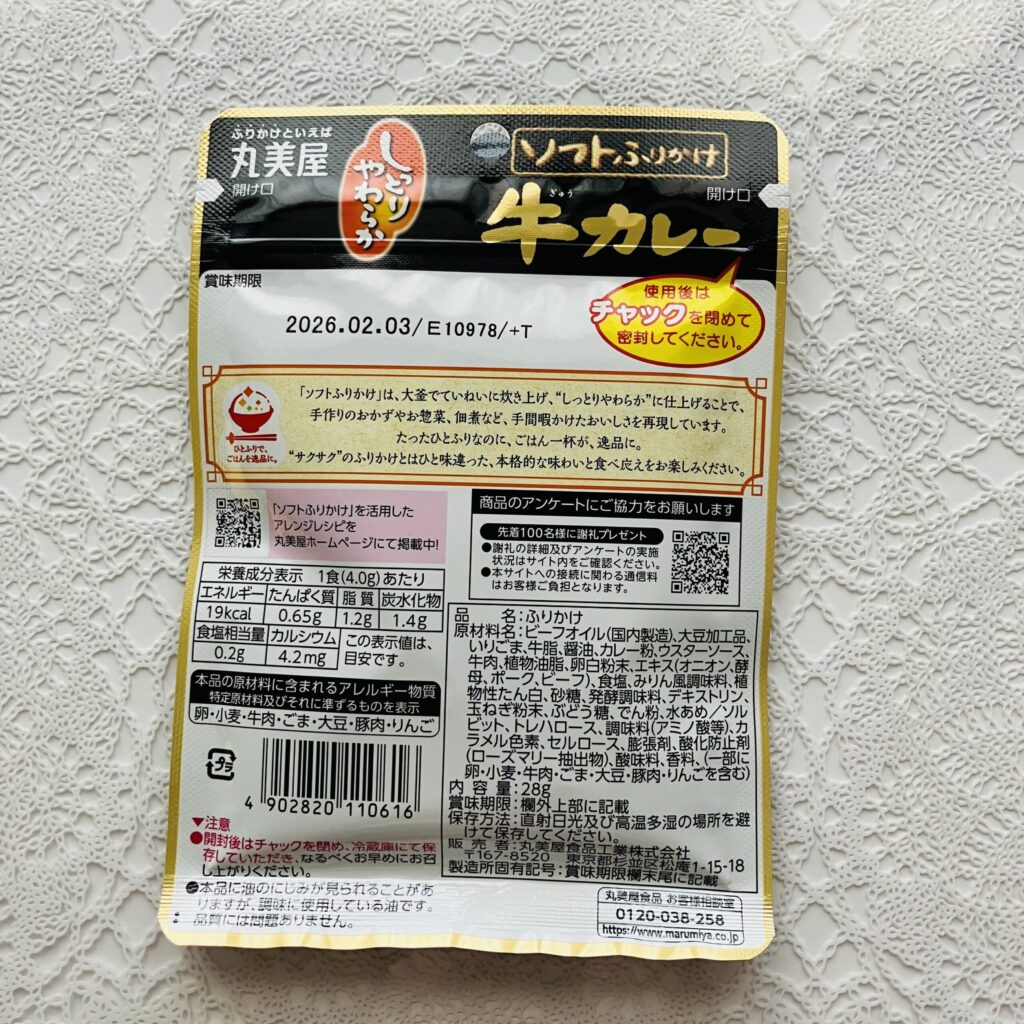 ふりかけといえば
丸美屋
開け口
しっとり
やわらか
ソフトふりかけ
ぎゅう
牛カレー
開け口
賞味期限
2026.02.03/E10978/+T
使用後は
チャックを閉めて
密封してください。
ひとふりで、
ごはんを逸品に。
「ソフトふりかけ」は、大釜でていねいに炊き上げ、“しっとりやわらか”に仕上げることで、
手作りのおかずやお惣菜、佃煮など、手間暇かけたおいしさを再現しています。
たったひとふりなのに、ごはん一杯が、逸品に。
“サクサク”のふりかけとはひと味違った、本格的な味わいと食べ応えをお楽しみください。
「ソフトふりかけ」を活用した
アレンジレシピを
丸美屋ホームページにて掲載中!
商品のアンケートにご協力をお願いします
先着100名様に謝礼プレゼント
●謝礼の詳細及びアンケートの実施
状況はサイト内をご確認ください。
●本サイトへの接続に関わる通信料
はお客様ご負担となります。
栄養成分表示 1食(4.0g)あたり
エネルギー たんぱく質 脂質 炭水化物
19kcal 0.65g 1.2g 1.4g
食塩相当量 カルシウム この表示値は、
0.2g 4.2mg 目安です。
本品の原材料に含まれるアレルギー物質
特定原材料及びそれに準ずるものを表示
卵・小麦・牛肉・ごま・大豆・豚肉・りんご
プラ
4 902820 110616
▼注意
●開封後はチャックを閉め、冷蔵庫にて保
存していただき、なるべくお早めにお召
し上がりください。
●本品に油のにじみが見られることがあ
りますが、調味に使用している油です。
品質には問題ありません。
品名:ふりかけ
原材料名:ビーフオイル(国内製造)、大豆加工品、
いりごま、牛脂、醤油、カレー粉、ウスターソース、
牛肉、植物油脂、卵白粉末、エキス(オニオン、酵
母、ポーク、ビーフ)、食塩、みりん風調味料、植
物性たん白、砂糖、発酵調味料、デキストリン、
玉ねぎ粉末、ぶどう糖、でん粉、水あめ/ソル
ビット、トレハロース、調味料(アミノ酸等)、カ
ラメル色素、セルロース、膨張剤、酸化防止剤
(ローズマリー抽出物)、酸味料、香料、(一部に
卵・小麦・牛肉・ごま・大豆・豚肉・りんごを含む)
内容量:28g
賞味期限:欄外上部に記載
保存方法:直射日光及び高温多湿の場所を避
けて保存してください。
販売者:丸美屋食品工業株式会社
〒167-8520 東京都杉並区松庵1-15-18
製造所固有記号:賞味期限欄末尾に記載
丸美屋食品 お客様相談室
0120-038-258
https://www.marumiya.co.jp